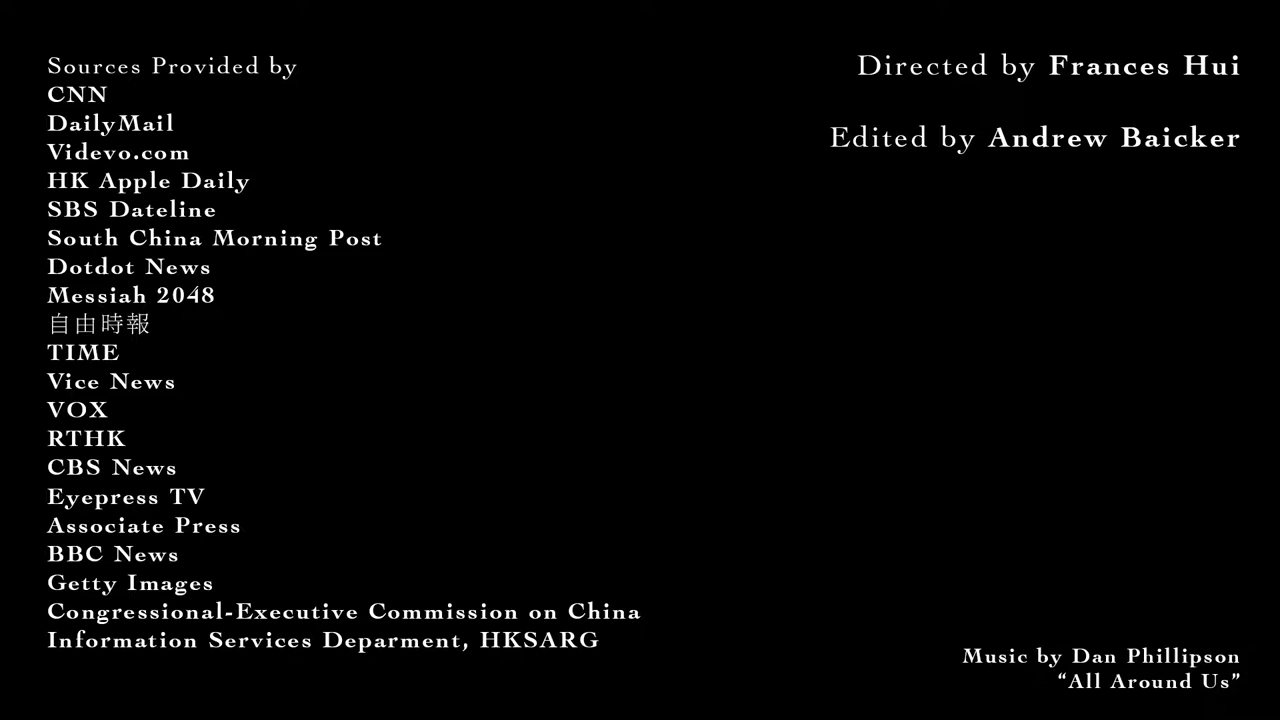 Sources Provided by
CNN
DailyMail
Videvo.com
HK Apple Daily
SBS Dateline
South China Morning Post
Dotdot News
Messiah 2048
自由時報
TIME
Vice News
VOX
RTHK
CBS News
Eyepress TV
Associate Press
BBC News
Getty Images
Congressional-Executive Commission on China
Information Services Deparment, HKSARG
Directed by Frances Hui
Edited by Andrew Baicker
Music by Dan Phillipson
“All Around Us”